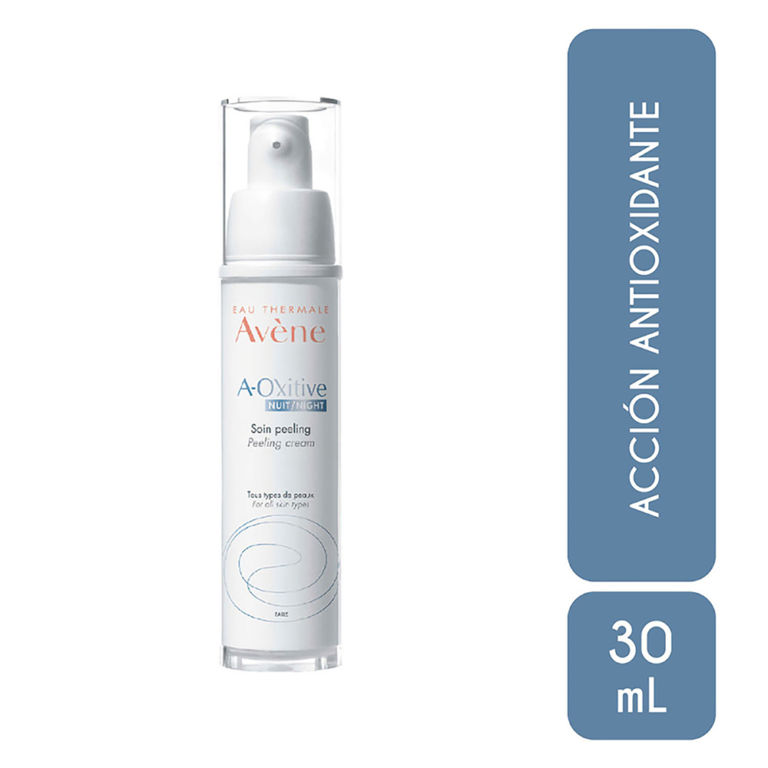 EAU THERMALE
Avène
A-OXitive
NUIT/NIGHT
Soin peeling
Peeling cream
Tous types de peaux
For all skin types
PARIS
ACCIÓN ANTIOXIDANTE
30
mL